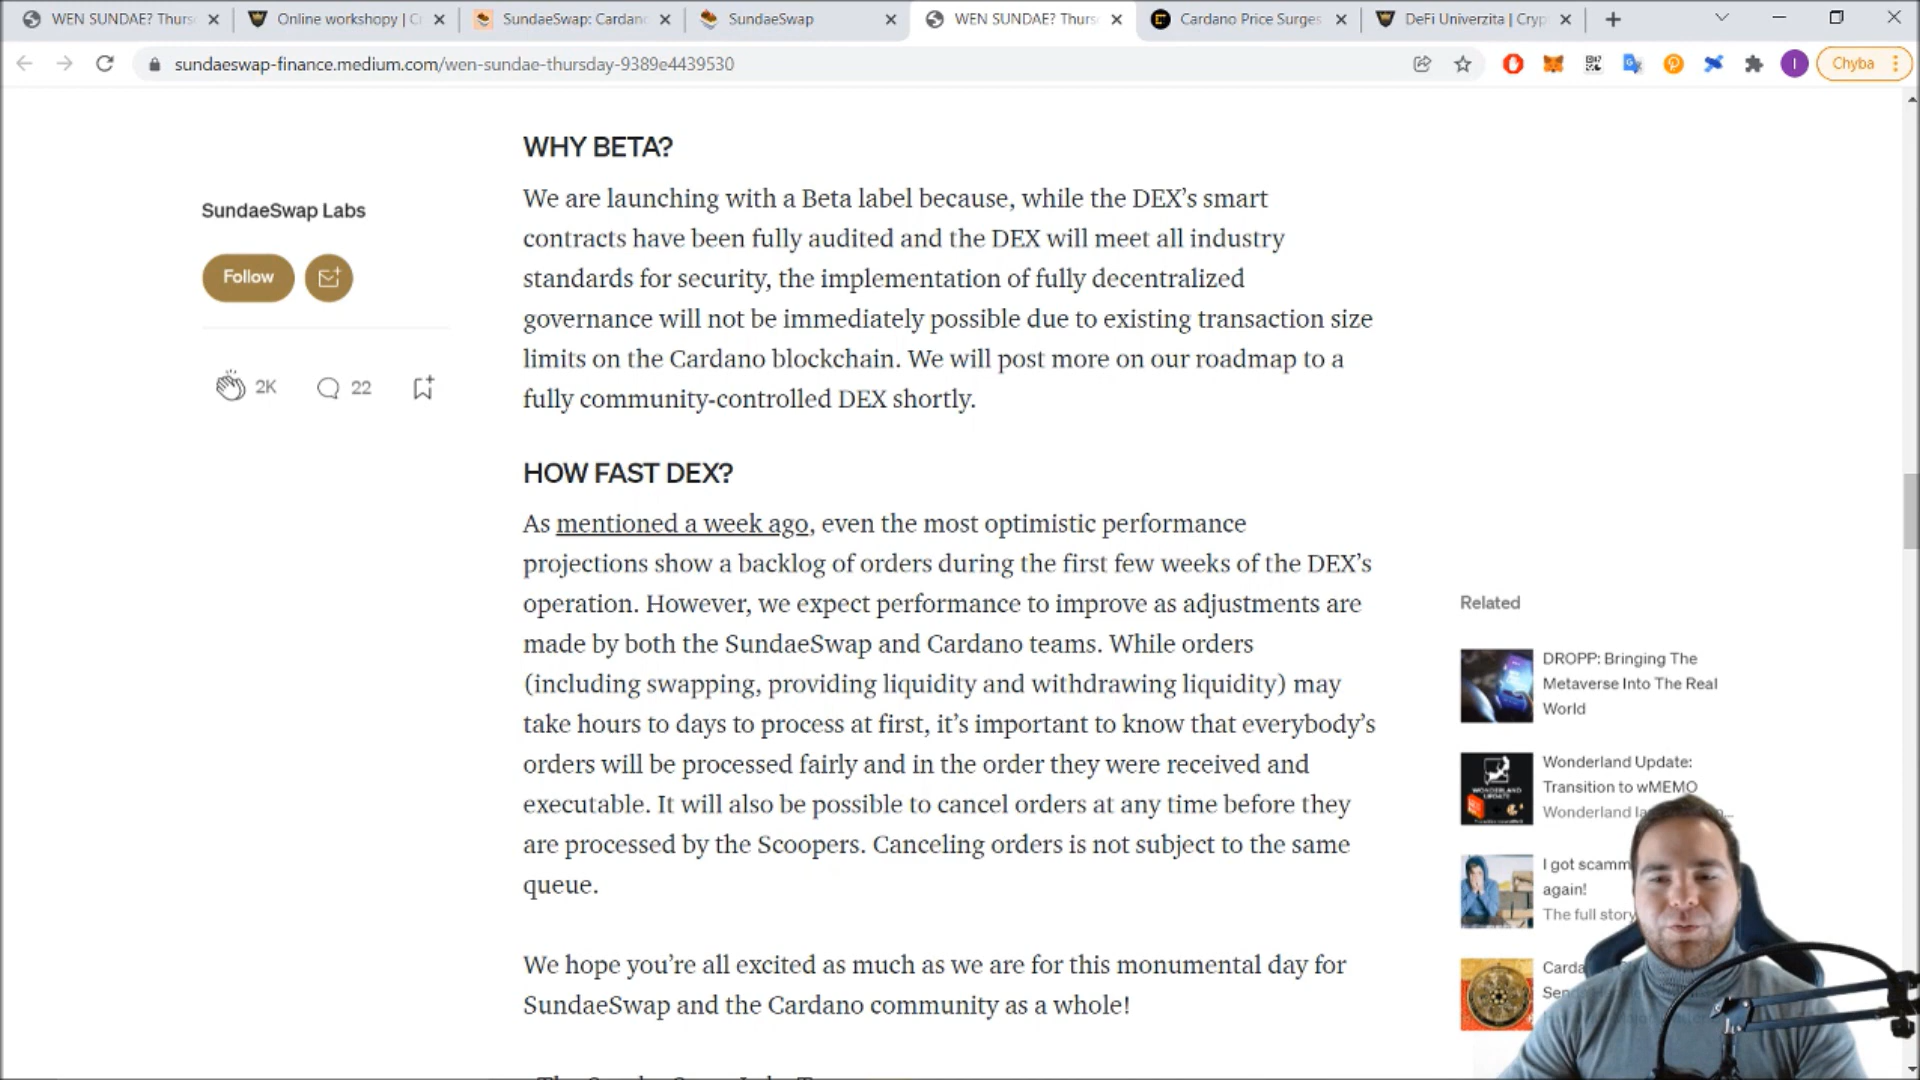 WEN SUNDAE? Thurs
Online workshopy | C
SundaeSwap: Cardano
SundaeSwap
WEN SUNDAE? Thurs
Cardano Price Surges
DeFi Univerzita | Cryp
sundaeswap-finance.medium.com/wen-sundae-thursday-9389e4439530
I
Chyba
SundaeSwap Labs
Follow
2K
22
WHY BETA?
We are launching with a Beta label because, while the DEX’s smart
contracts have been fully audited and the DEX will meet all industry
standards for security, the implementation of fully decentralized
governance will not be immediately possible due to existing transaction size
limits on the Cardano blockchain. We will post more on our roadmap to a
fully community-controlled DEX shortly.
HOW FAST DEX?
As mentioned a week ago, even the most optimistic performance
projections show a backlog of orders during the first few weeks of the DEX’s
operation. However, we expect performance to improve as adjustments are
made by both the SundaeSwap and Cardano teams. While orders
(including swapping, providing liquidity and withdrawing liquidity) may
take hours to days to process at first, it’s important to know that everybody’s
orders will be processed fairly and in the order they were received and
executable. It will also be possible to cancel orders at any time before they
are processed by the Scoopers. Canceling orders is not subject to the same
queue.
We hope you’re all excited as much as we are for this monumental day for
SundaeSwap and the Cardano community as a whole!
Related
DROPP: Bringing The
Metaverse Into The Real
World
Wonderland Update:
Transition to wMEMO
Wonderland
WONDERLAND
UPDATE
I got scamm
again!
The full story
Carda